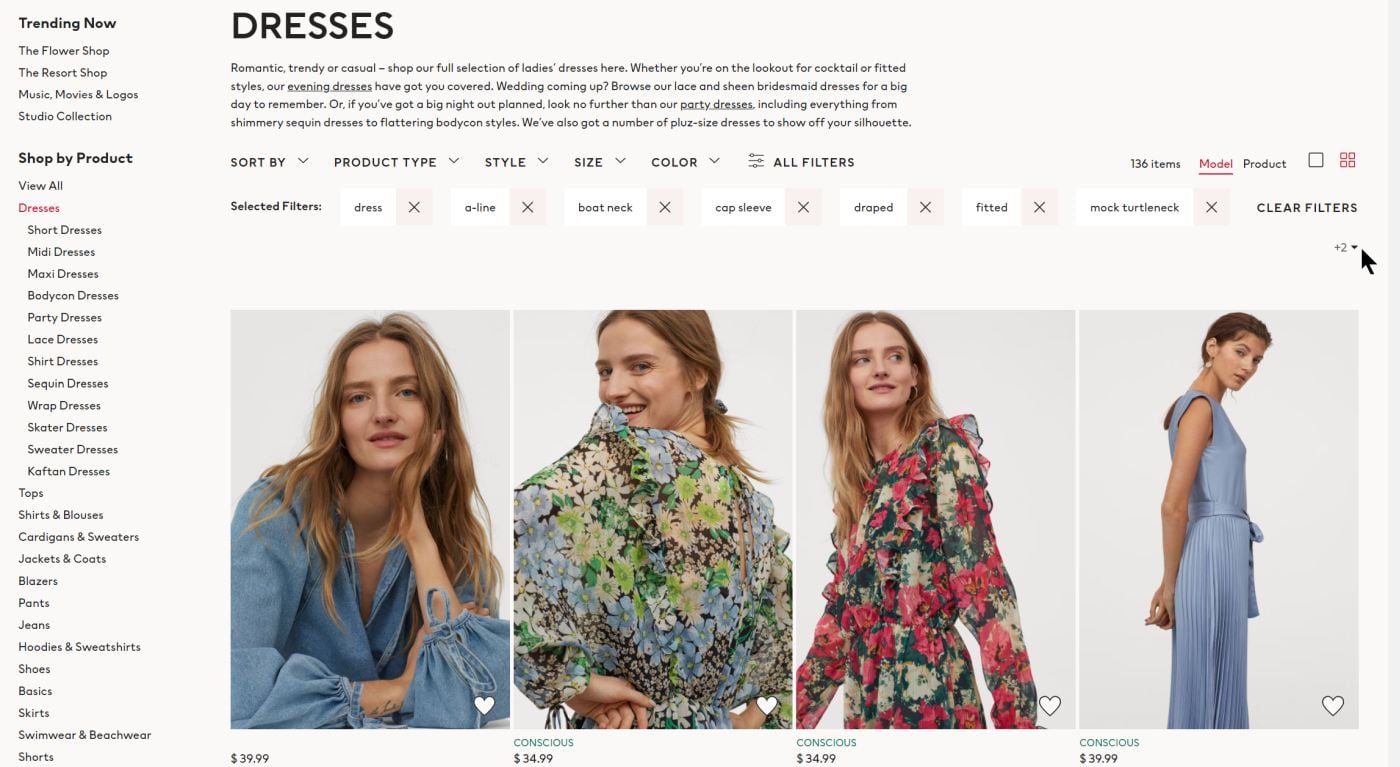 Trending Now
The Flower Shop
The Resort Shop
Music, Movies & Logos
Studio Collection
Shop by Product
View All
Dresses
Short Dresses
Midi Dresses
Maxi Dresses
Bodycon Dresses
Party Dresses
Lace Dresses
Shirt Dresses
Sequin Dresses
Wrap Dresses
Skater Dresses
Sweater Dresses
Kaftan Dresses
Tops
Shirts & Blouses
Cardigans & Sweaters
Jackets & Coats
Blazers
Pants
Jeans
Hoodies & Sweatshirts
Shoes
Basics
Skirts
Swimwear & Beachwear
Shorts
DRESSES
Romantic, trendy or casual – shop our full selection of ladies’ dresses here. Whether you’re on the lookout for cocktail or fitted
styles, our evening dresses have got you covered. Wedding coming up? Browse our lace and sheen bridesmaid dresses for a big
day to remember. Or, if you’ve got a big night out planned, look no further than our party dresses, including everything from
shimmery sequin dresses to flattering bodycon styles. We’ve also got a number of pluz-size dresses to show off your silhouette.
SORT BY PRODUCT TYPE STYLE SIZE COLOR ALL FILTERS 136 items Model Product
Selected Filters: dress a-line boat neck cap sleeve draped fitted mock turtleneck CLEAR FILTERS
+2
CONSCIOUS CONSCIOUS CONSCIOUS
$ 39.99 $ 34.99 $ 34.99 $ 39.99